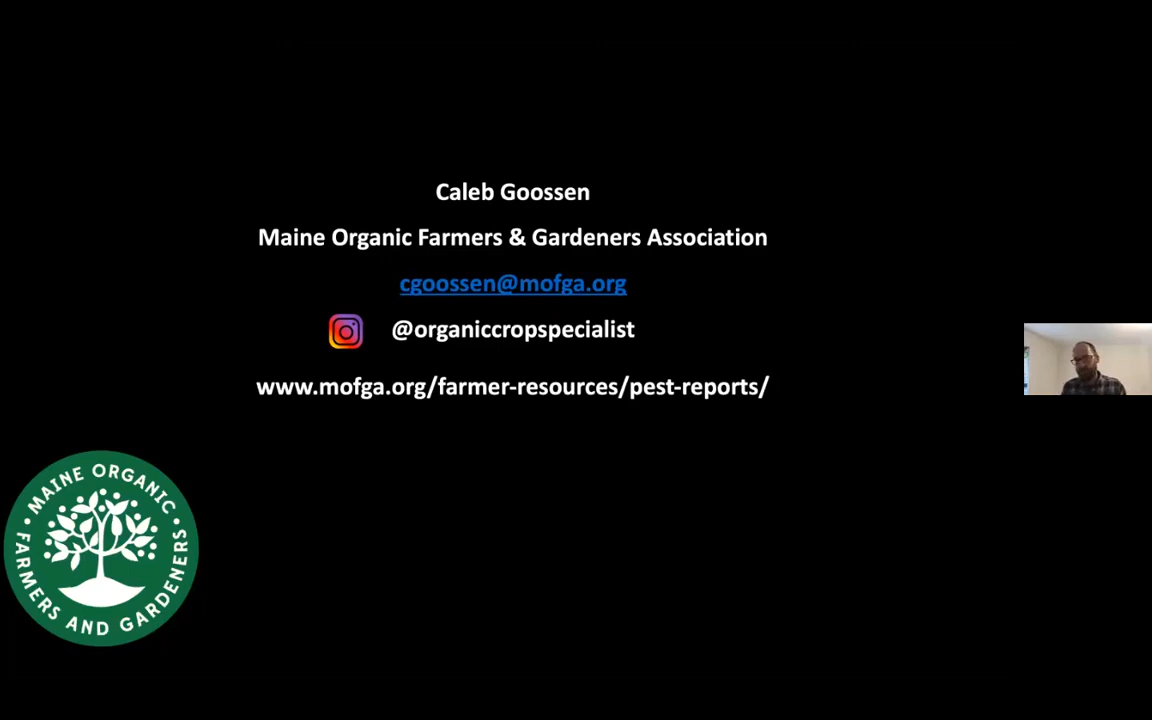 Caleb Goossen
Maine Organic Farmers & Gardeners Association
cgoossen@mofga.org
@organiccropspecialist
www.mofga.org/farmer-resources/pest-reports/
MAINE ORGANIC
FARMERS AND GARDENERS